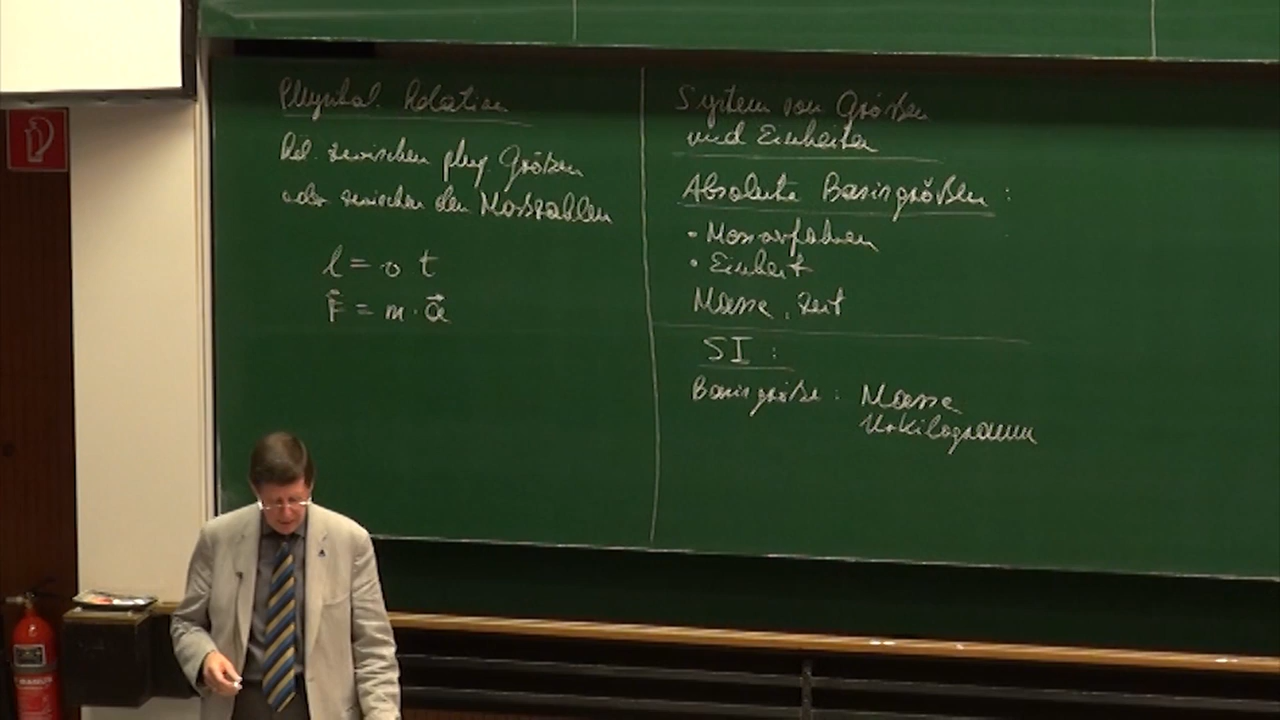 Physikal. Relation
Rel. zwischen phys. Größen
oder zwischen den Maßzahlen
l = v t
F⃗ = m · a⃗
System von Größen
und Einheiten
Absolute Basisgrößen :
• Messverfahren
• Einheit
Masse, Zeit
SI :
Basisgröße : Masse
Urkilogramm